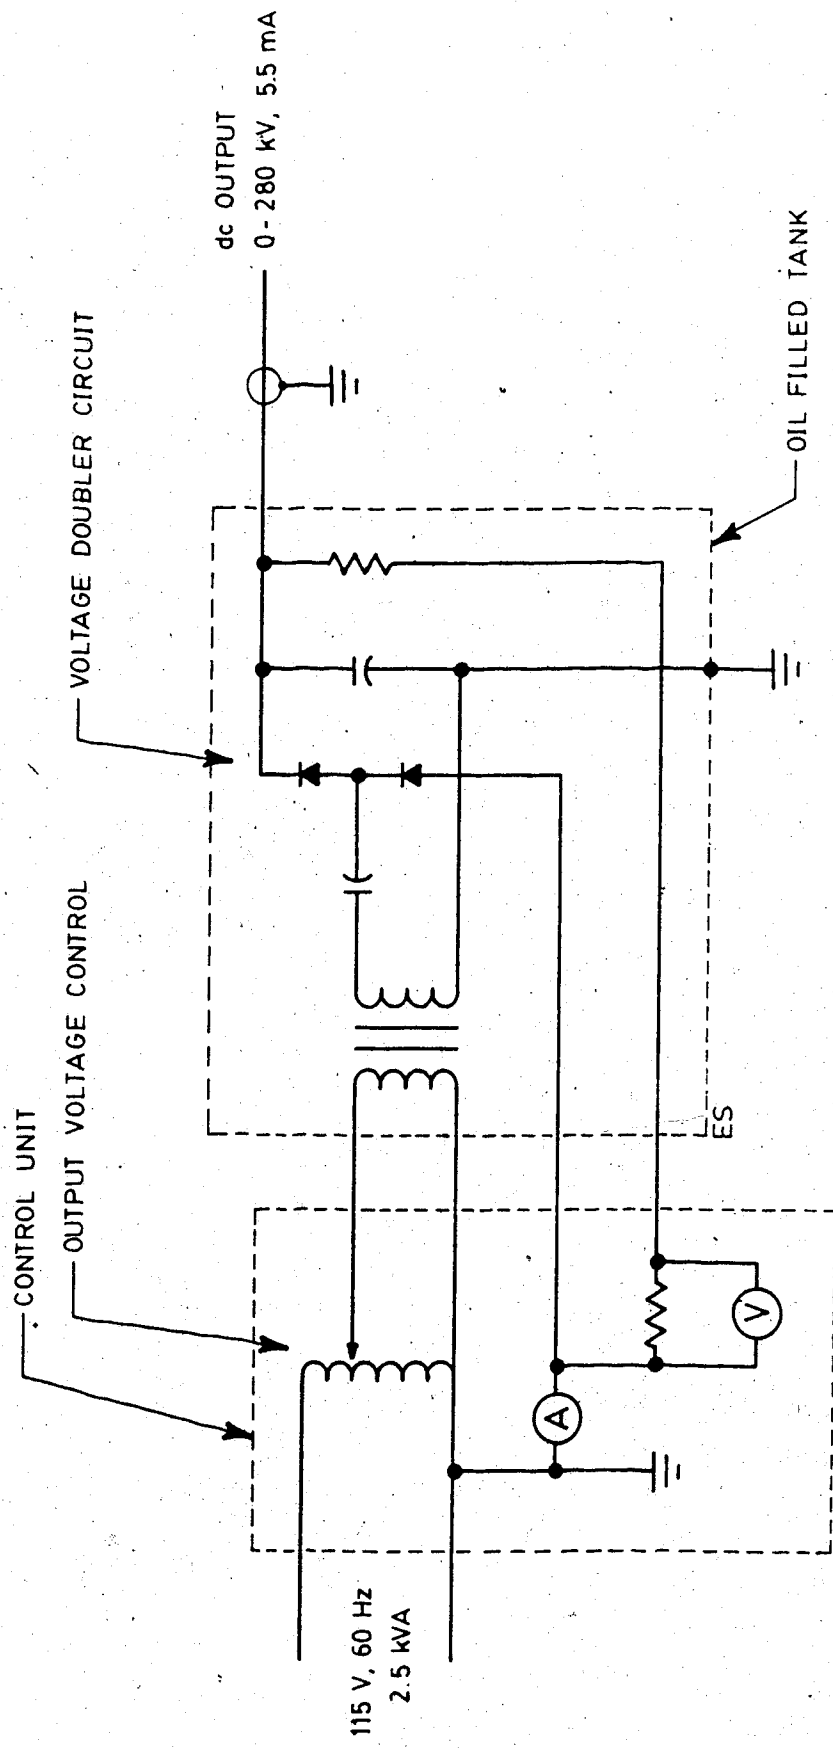 CONTROL UNIT
OUTPUT VOLTAGE CONTROL
VOLTAGE DOUBLER CIRCUIT
dc OUTPUT
0-280 kV, 5.5 mA
115 V, 60 Hz
2.5 kVA
A
V
ES
OIL FILLED TANK